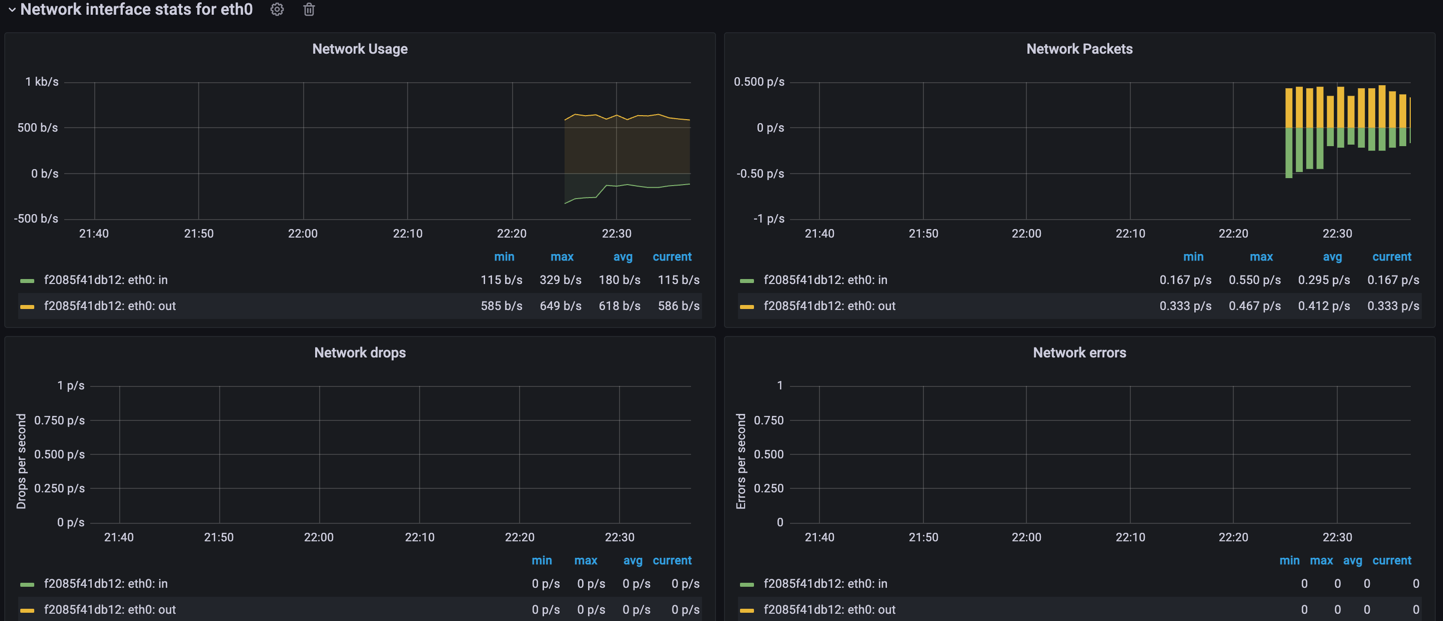 Network interface stats for eth0
Network Usage
1 kb/s
500 b/s
0 b/s
-500 b/s
21:40 21:50 22:00 22:10 22:20 22:30
min max avg current
f2085f41db12: eth0: in 115 b/s 329 b/s 180 b/s 115 b/s
f2085f41db12: eth0: out 585 b/s 649 b/s 618 b/s 586 b/s
Network Packets
0.500 p/s
0 p/s
-0.50 p/s
-1 p/s
21:40 21:50 22:00 22:10 22:20 22:30
min max avg current
f2085f41db12: eth0: in 0.167 p/s 0.550 p/s 0.295 p/s 0.167 p/s
f2085f41db12: eth0: out 0.333 p/s 0.467 p/s 0.412 p/s 0.333 p/s
Network drops
Drops per second
1 p/s
0.750 p/s
0.500 p/s
0.250 p/s
0 p/s
21:40 21:50 22:00 22:10 22:20 22:30
min max avg current
f2085f41db12: eth0: in 0 p/s 0 p/s 0 p/s 0 p/s
f2085f41db12: eth0: out 0 p/s 0 p/s 0 p/s 0 p/s
Network errors
Errors per second
1
0.750
0.500
0.250
0
21:40 21:50 22:00 22:10 22:20 22:30
min max avg current
f2085f41db12: eth0: in 0 0 0 0
f2085f41db12: eth0: out 0 0 0 0